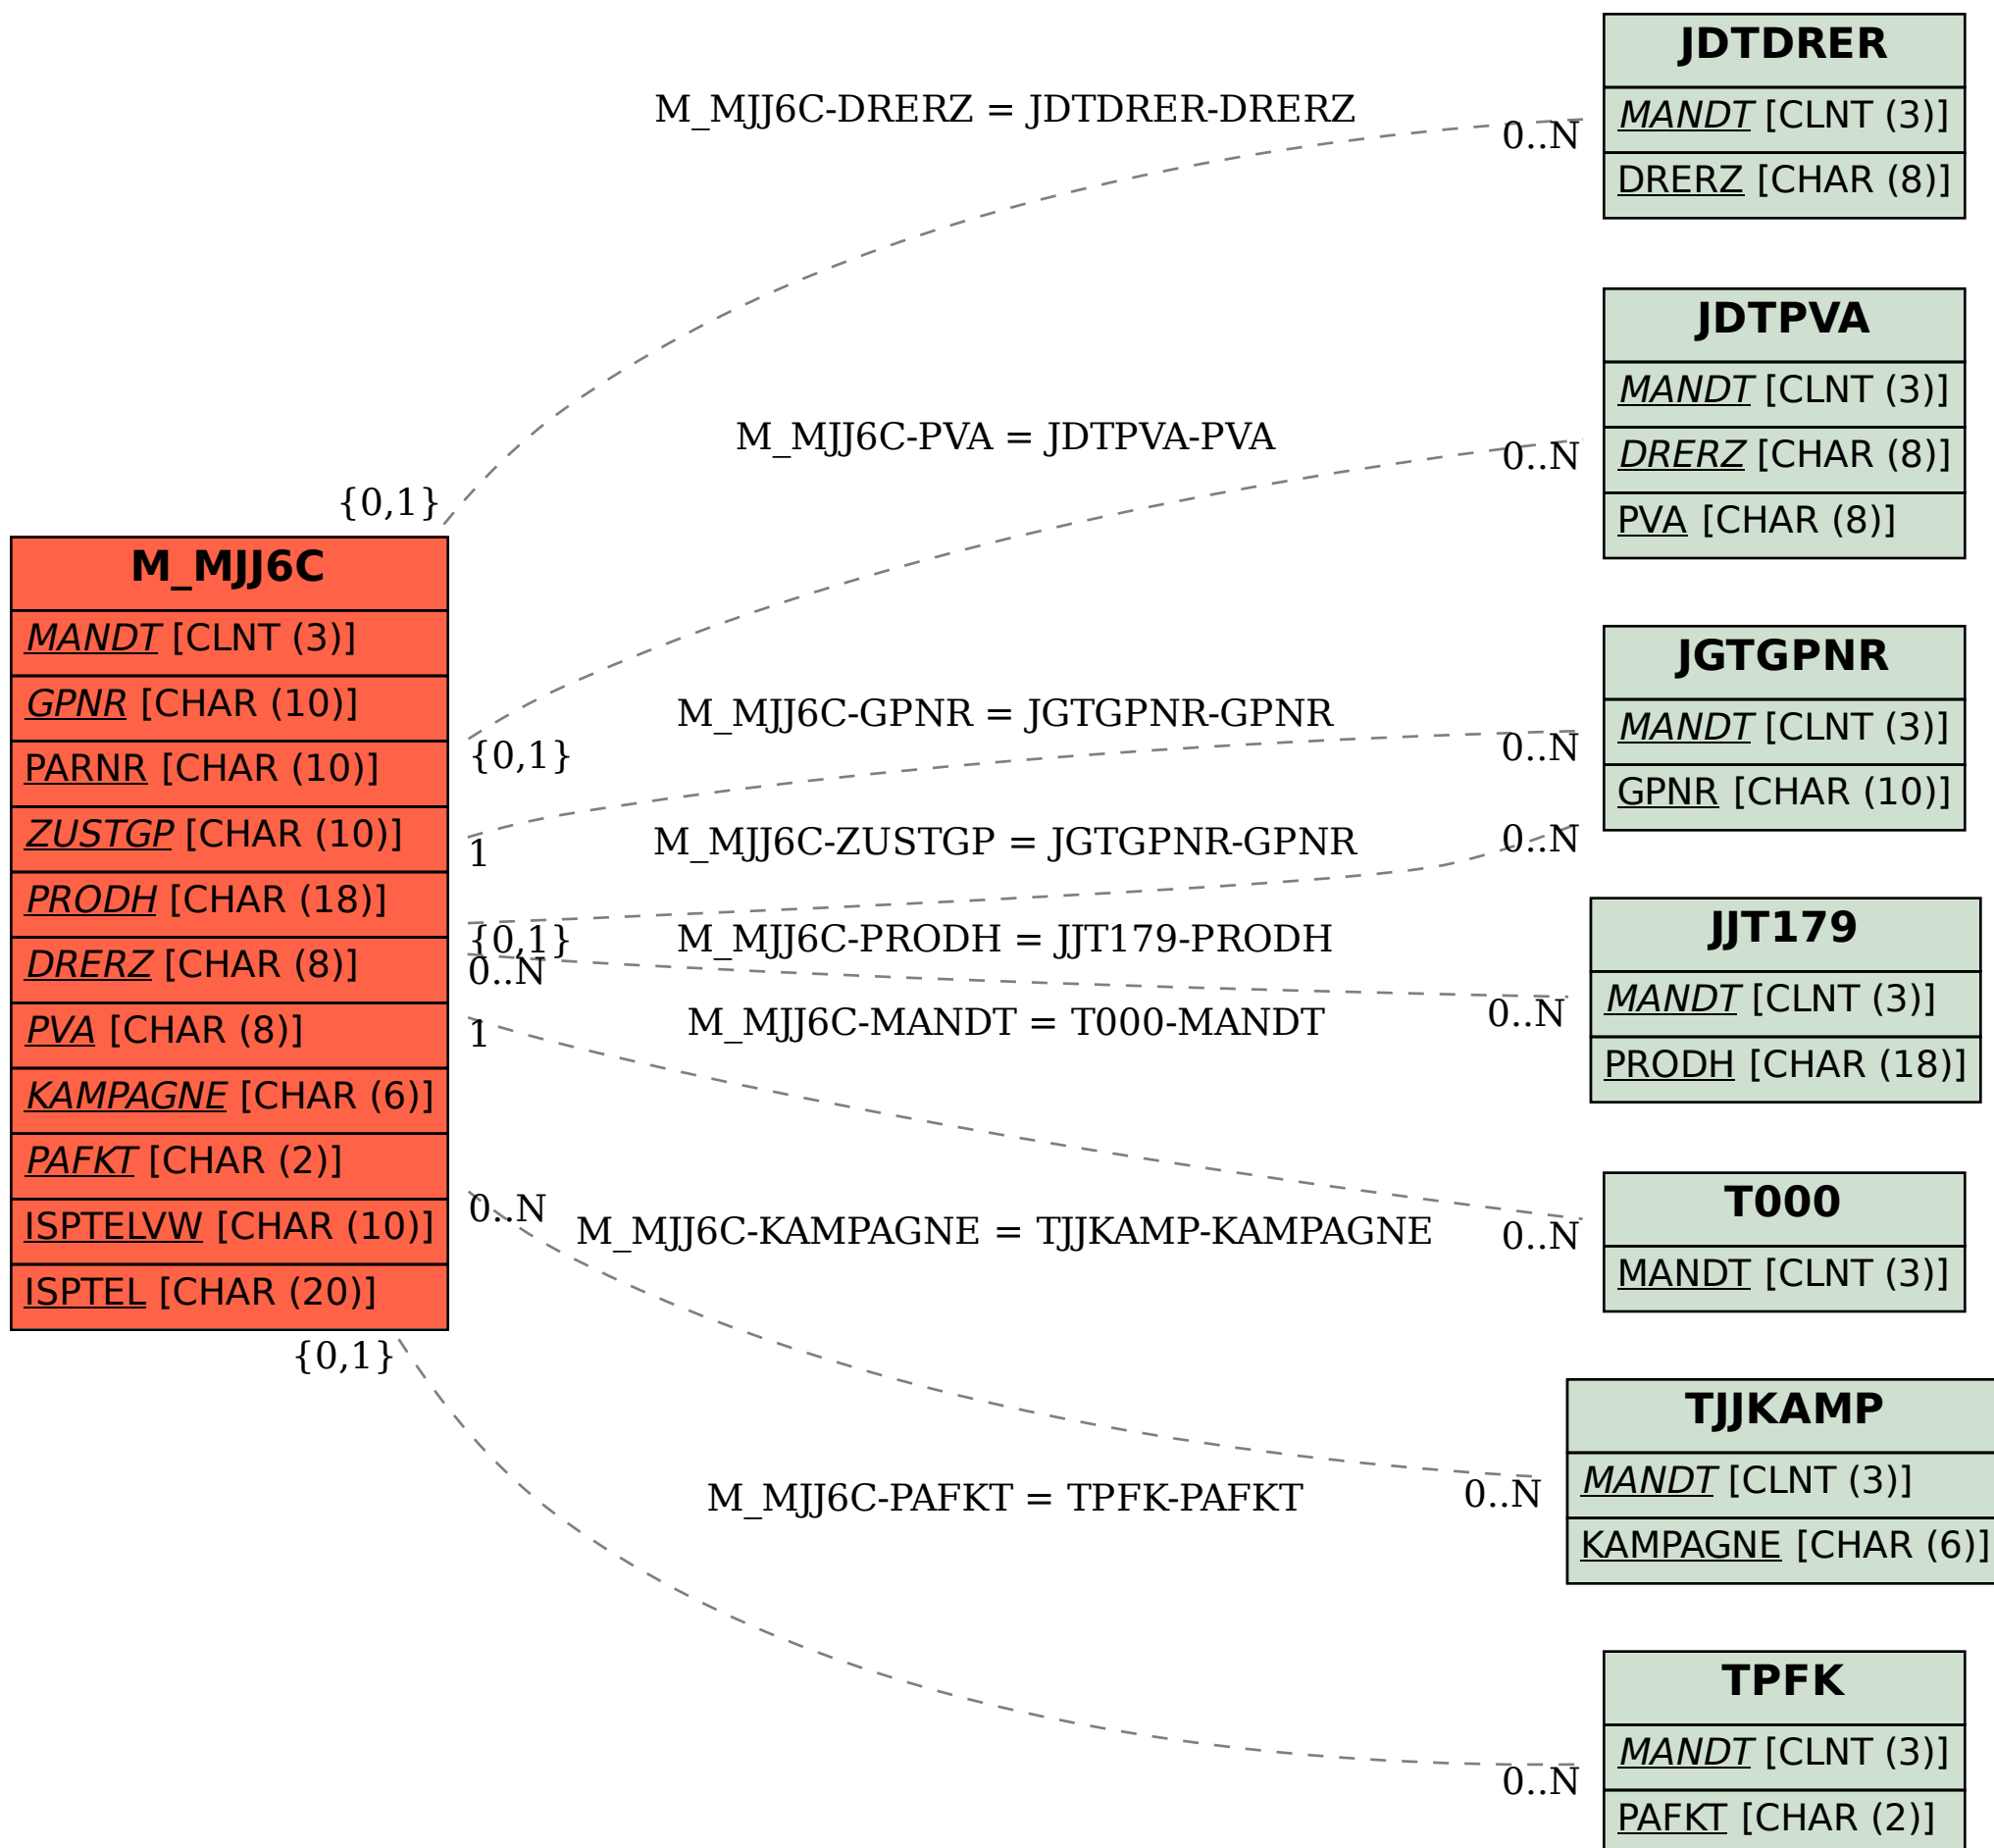 M_MJJ6C
MANDT [CLNT (3)]
GPNR [CHAR (10)]
PARNR [CHAR (10)]
ZUSTGP [CHAR (10)]
PRODH [CHAR (18)]
DRERZ [CHAR (8)]
PVA [CHAR (8)]
KAMPAGNE [CHAR (6)]
PAFKT [CHAR (2)]
ISPTELVW [CHAR (10)]
ISPTEL [CHAR (20)]
M_MJJ6C-DRERZ = JDTDRER-DRERZ
{0,1}
0..N
M_MJJ6C-PVA = JDTPVA-PVA
{0,1}
0..N
M_MJJ6C-GPNR = JGTGPNR-GPNR
1
0..N
M_MJJ6C-ZUSTGP = JGTGPNR-GPNR
{0,1}
0..N
M_MJJ6C-PRODH = JJT179-PRODH
0..N
0..N
M_MJJ6C-MANDT = T000-MANDT
1
0..N
M_MJJ6C-KAMPAGNE = TJJKAMP-KAMPAGNE
0..N
0..N
M_MJJ6C-PAFKT = TPFK-PAFKT
{0,1}
0..N
JDTDRER
MANDT [CLNT (3)]
DRERZ [CHAR (8)]
JDTPVA
MANDT [CLNT (3)]
DRERZ [CHAR (8)]
PVA [CHAR (8)]
JGTGPNR
MANDT [CLNT (3)]
GPNR [CHAR (10)]
JJT179
MANDT [CLNT (3)]
PRODH [CHAR (18)]
T000
MANDT [CLNT (3)]
TJJKAMP
MANDT [CLNT (3)]
KAMPAGNE [CHAR (6)]
TPFK
MANDT [CLNT (3)]
PAFKT [CHAR (2)]